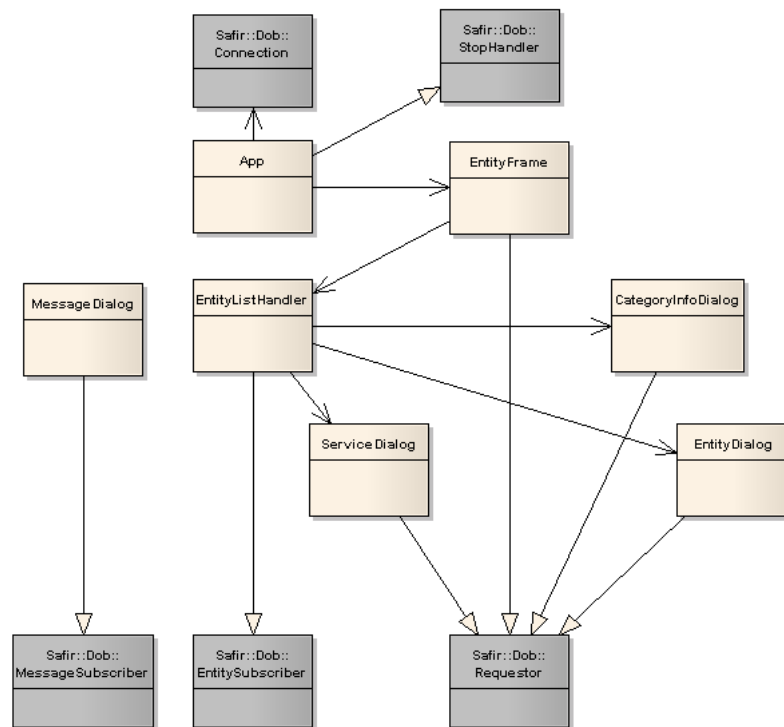 Safir::Dob::
Connection
Safir::Dob::
StopHandler
App
EntityFrame
MessageDialog
EntityListHandler
CategoryInfoDialog
ServiceDialog
EntityDialog
Safir::Dob::
MessageSubscriber
Safir::Dob::
EntitySubscriber
Safir::Dob::
Requestor